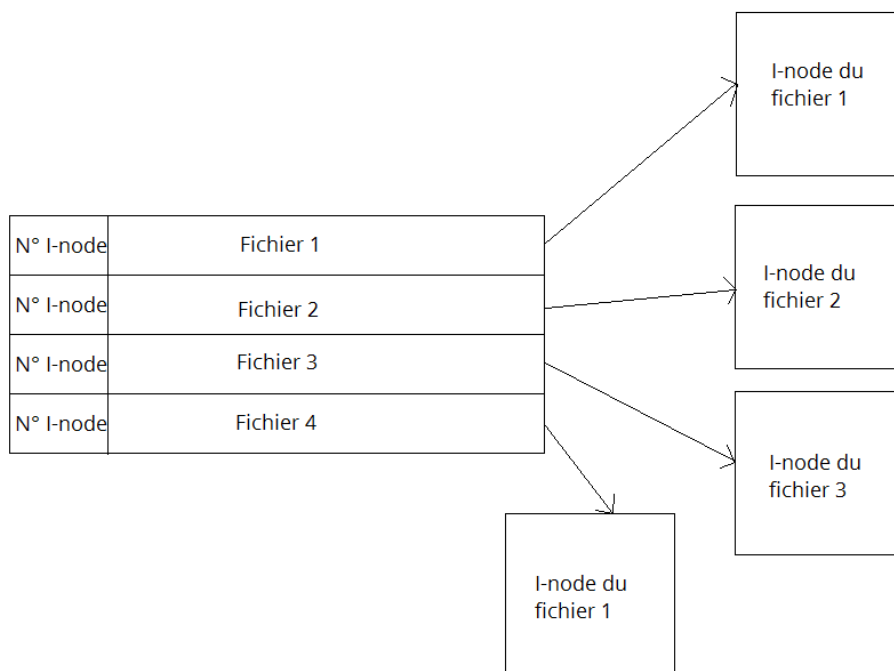 I-node du
fichier 1
N° I-node Fichier 1
I-node du
fichier 2
N° I-node Fichier 2
N° I-node Fichier 3
N° I-node Fichier 4
I-node du
fichier 3
I-node du
fichier 1